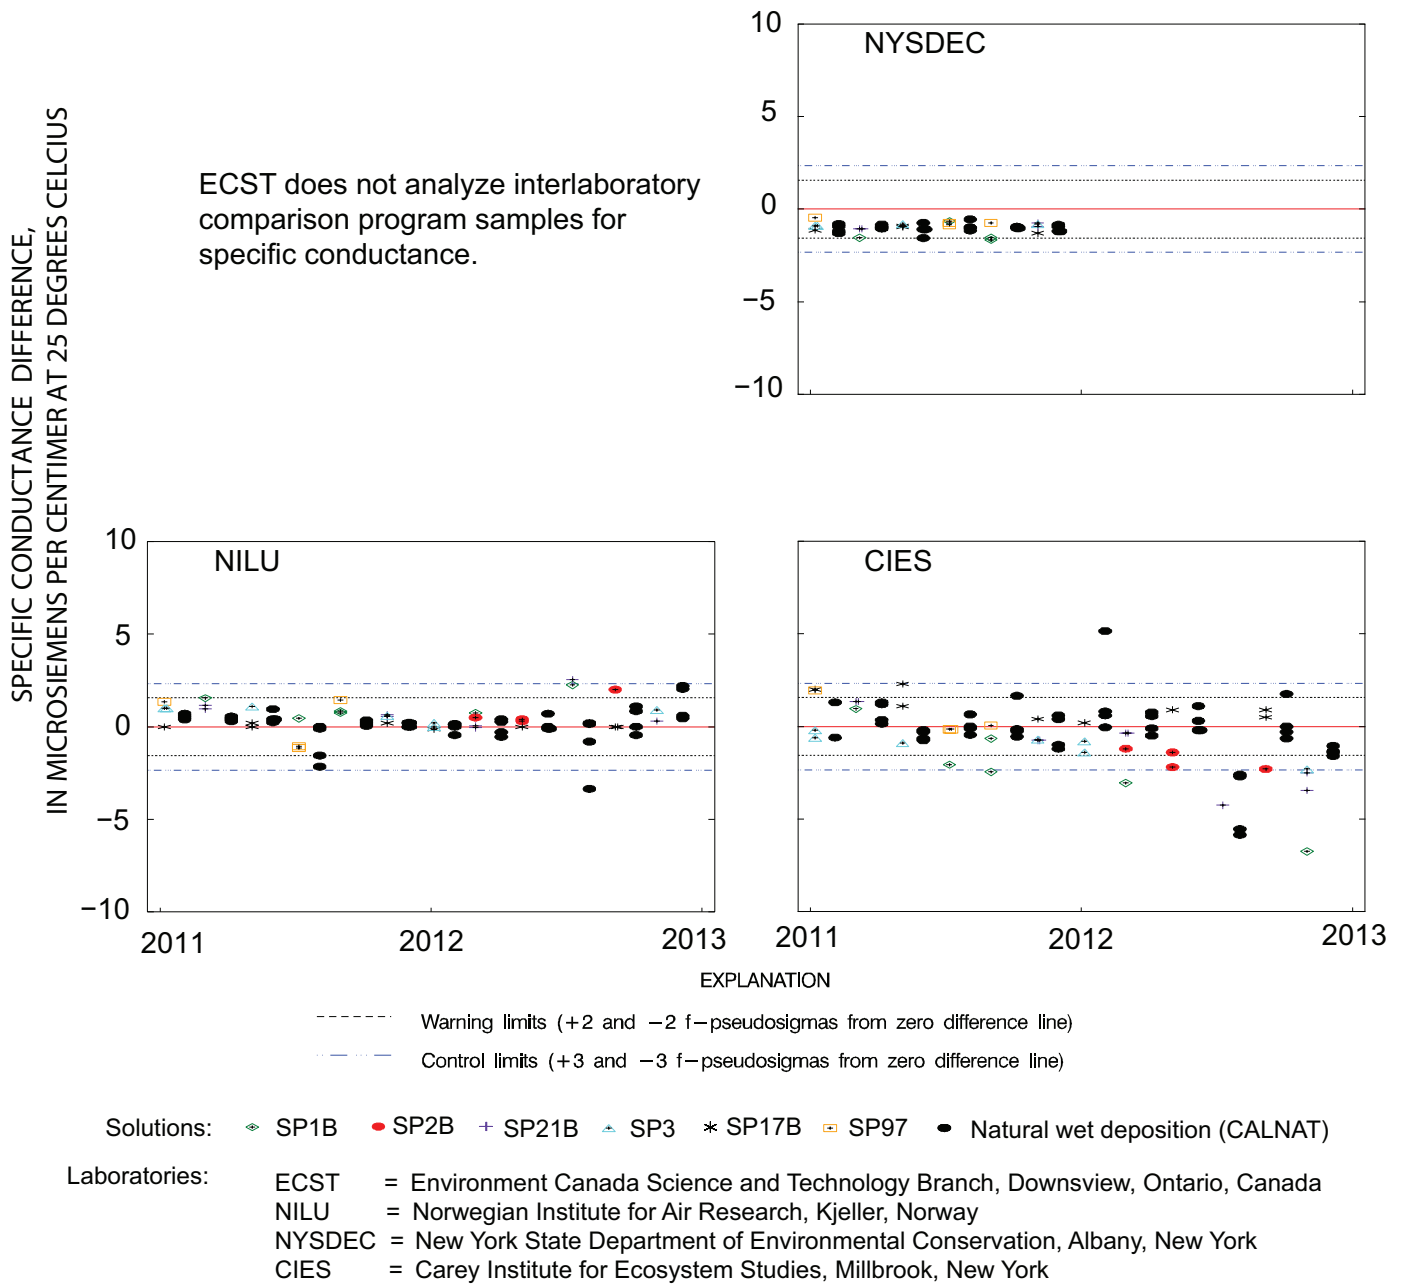 SPECIFIC CONDUCTANCE DIFFERENCE,
IN MICROSIEMENS PER CENTIMER AT 25 DEGREES CELCIUS
ECST does not analyze interlaboratory
comparison program samples for
specific conductance.
NYSDEC
10
5
0
−5
−10
NILU
10
5
0
−5
−10
2011
2012
2013
CIES
2011
2012
2013
EXPLANATION
Warning limits (+2 and −2 f−pseudosigmas from zero difference line)
Control limits (+3 and −3 f−pseudosigmas from zero difference line)
Solutions: SP1B SP2B SP21B SP3 SP17B SP97 Natural wet deposition (CALNAT)
Laboratories:
ECST = Environment Canada Science and Technology Branch, Downsview, Ontario, Canada
NILU = Norwegian Institute for Air Research, Kjeller, Norway
NYSDEC = New York State Department of Environmental Conservation, Albany, New York
CIES = Carey Institute for Ecosystem Studies, Millbrook, New York